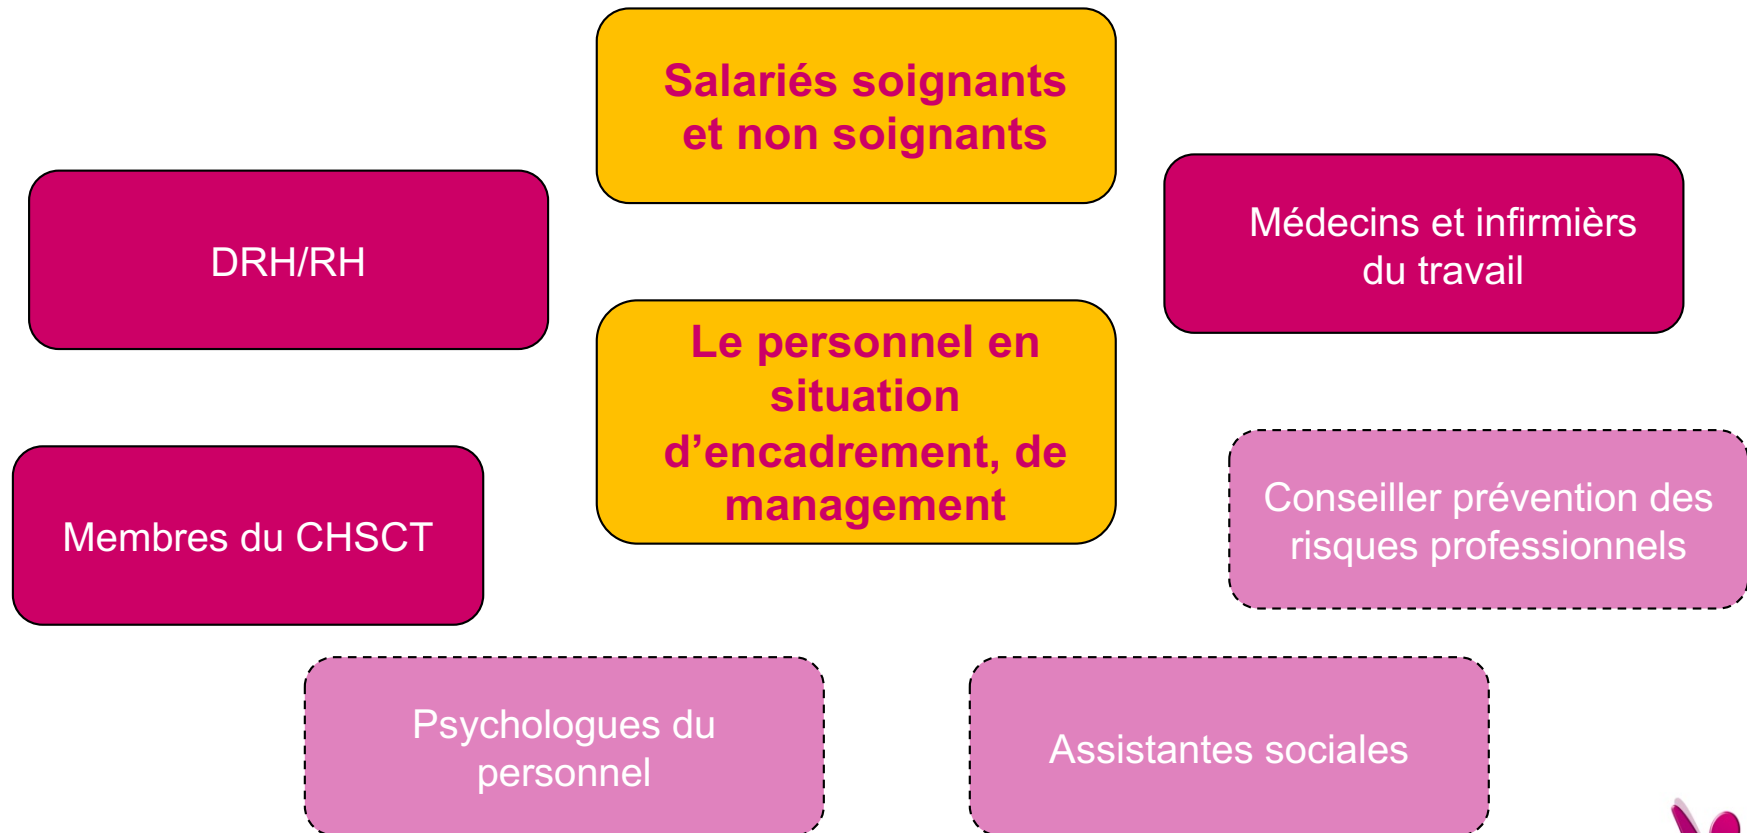 Salariés soignants
et non soignants
DRH/RH
Médecins et infirmièrs
du travail
Le personnel en
situation
d’encadrement, de
management
Membres du CHSCT
Conseiller prévention des
risques professionnels
Psychologues du
personnel
Assistantes sociales